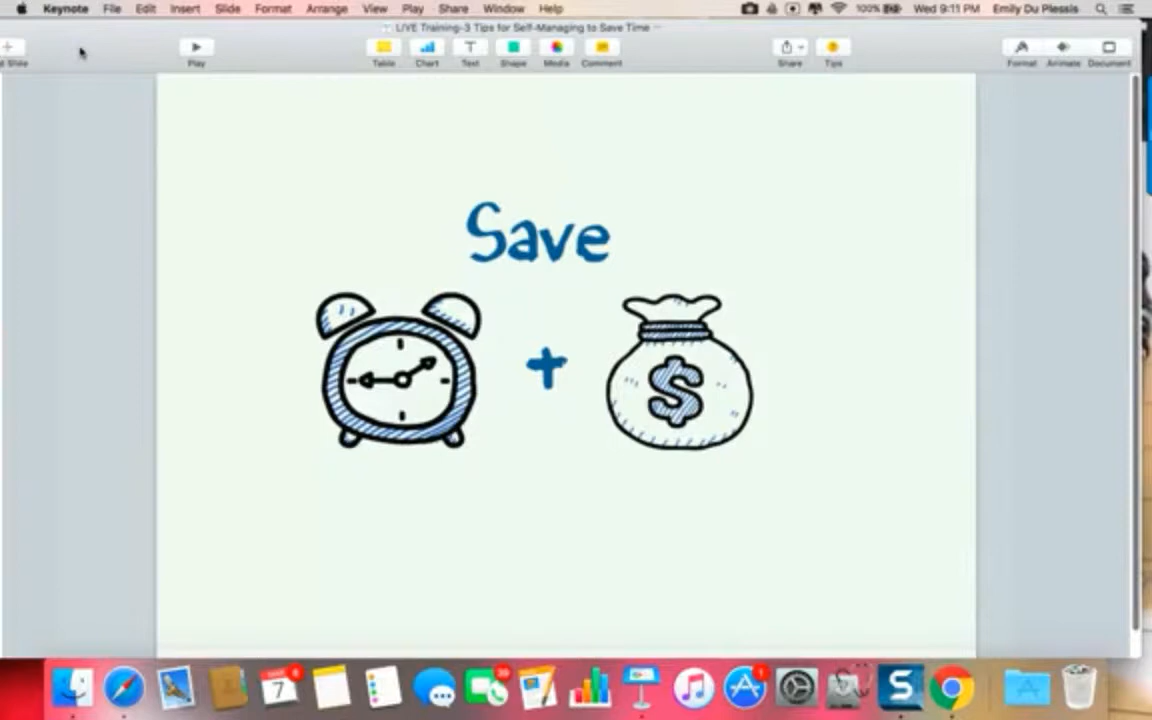 Keynote File Edit Insert Slide Format Arrange View Play Share Window Help 100% Wed 9:11 PM Emily Du Plessis
LIVE Training-3 Tips for Self-Managing to Save Time
Slide Play Table Chart Text Shape Media Comment Share Tips Format Animate Document
Save
+
$
7